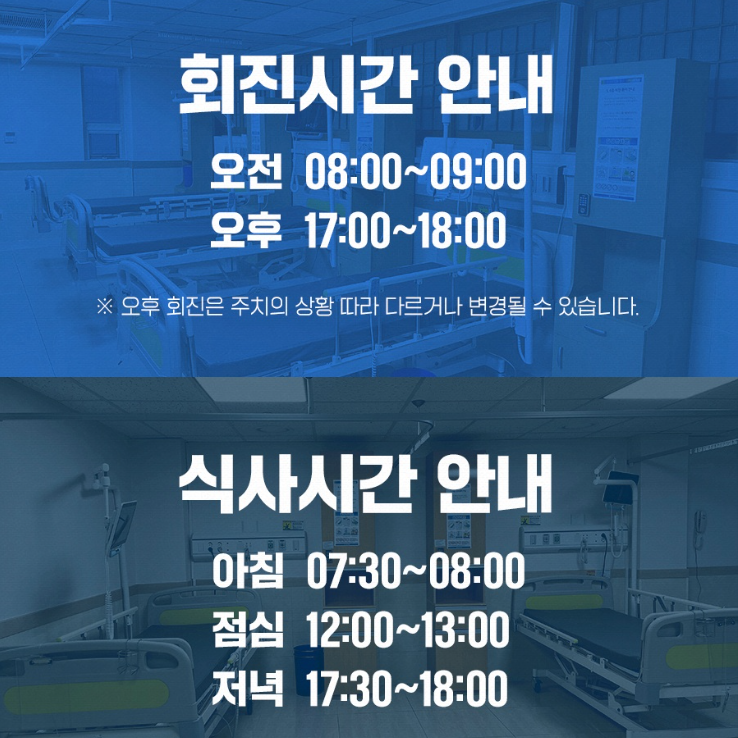 회진시간 안내
오전 08:00~09:00
오후 17:00~18:00
※ 오후 회진은 주치의 상황 따라 다르거나 변경될 수 있습니다.
식사시간 안내
아침 07:30~08:00
점심 12:00~13:00
저녁 17:30~18:00